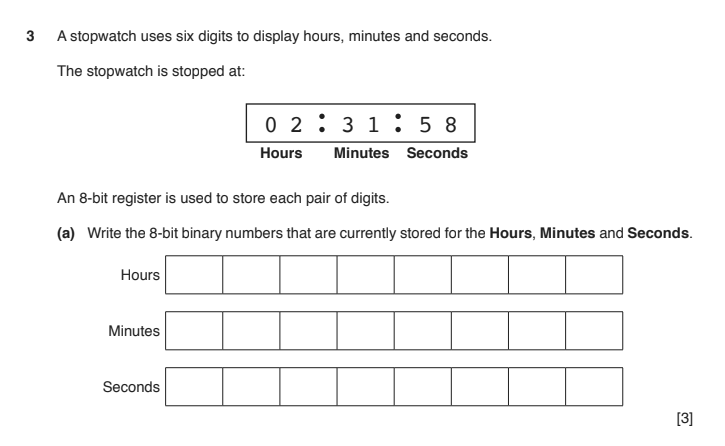 3 A stopwatch uses six digits to display hours, minutes and seconds.
The stopwatch is stopped at:
0 2 : 3 1 : 5 8
Hours Minutes Seconds
An 8-bit register is used to store each pair of digits.
(a) Write the 8-bit binary numbers that are currently stored for the Hours, Minutes and Seconds.
Hours
Minutes
Seconds
[3]